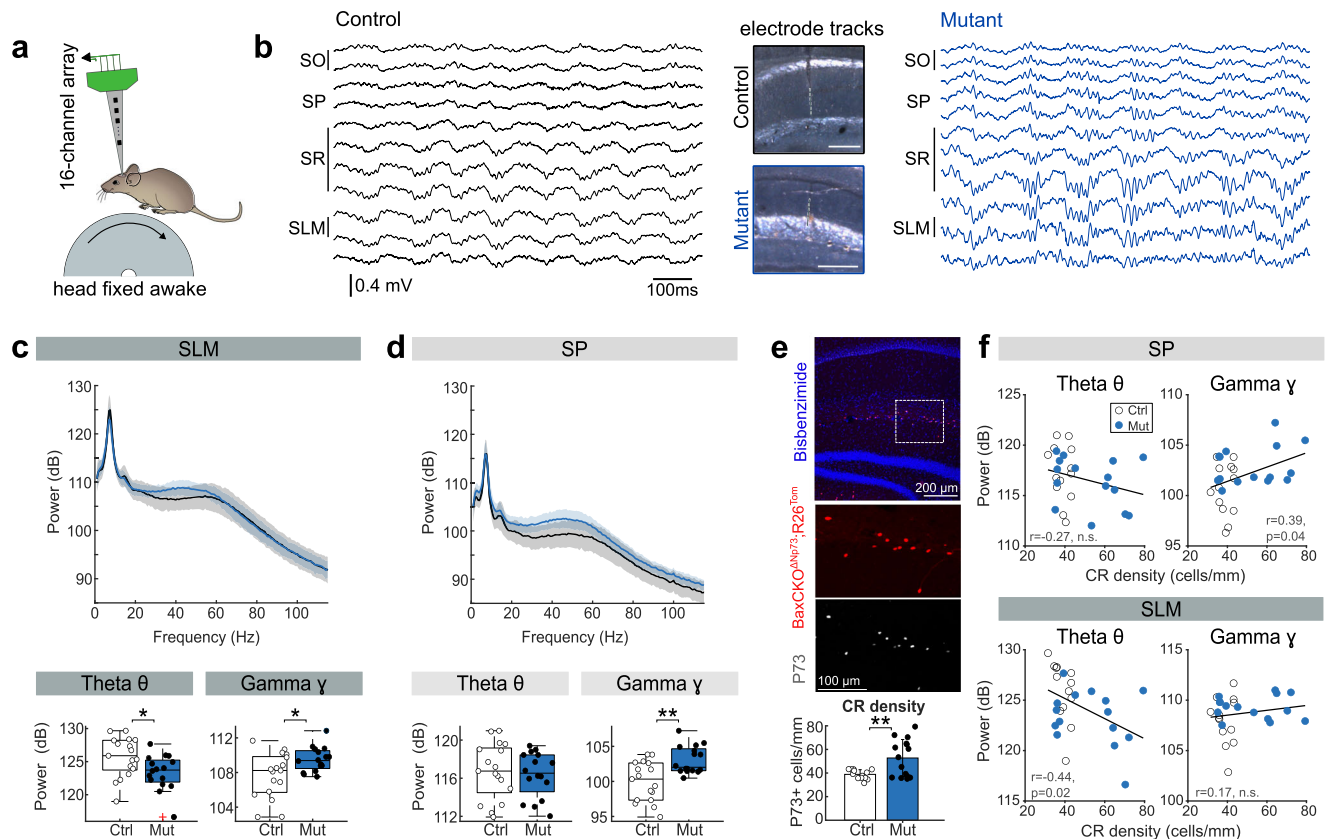 a
16-channel array
head fixed awake
b
Control
SO
SP
SR
SLM
0.4 mV
100ms
electrode tracks
Control
Mutant
Mutant
SO
SP
SR
SLM
c
SLM
130
120
110
100
90
Power (dB)
0 20 40 60 80 100
Frequency (Hz)
Theta θ
Gamma ɣ
Power (dB)
130
125
120
*
Ctrl Mut
112
108
104
*
Ctrl Mut
d
SP
130
120
110
100
90
Power (dB)
0 20 40 60 80 100
Frequency (Hz)
Theta θ
Gamma ɣ
Power (dB)
120
118
116
114
112
Ctrl Mut
105
100
95
**
Ctrl Mut
e
Bisbenzimide
200 µm
BaxCKOΔNp73;R26Tom
P73
100 µm
CR density
**
P73+ cells/mm
80
60
40
20
0
Ctrl Mut
f
SP
Theta θ
Gamma ɣ
Ctrl
Mut
Power (dB)
125
120
115
110
r=-0.27, n.s.
20 40 60 80
110
105
100
95
r=0.39,
p=0.04
20 40 60 80
CR density (cells/mm)
SLM
Theta θ
Gamma ɣ
Power (dB)
130
125
120
115
r=-0.44,
p=0.02
20 40 60 80
115
110
105
100
r=0.17, n.s.
20 40 60 80
CR density (cells/mm)